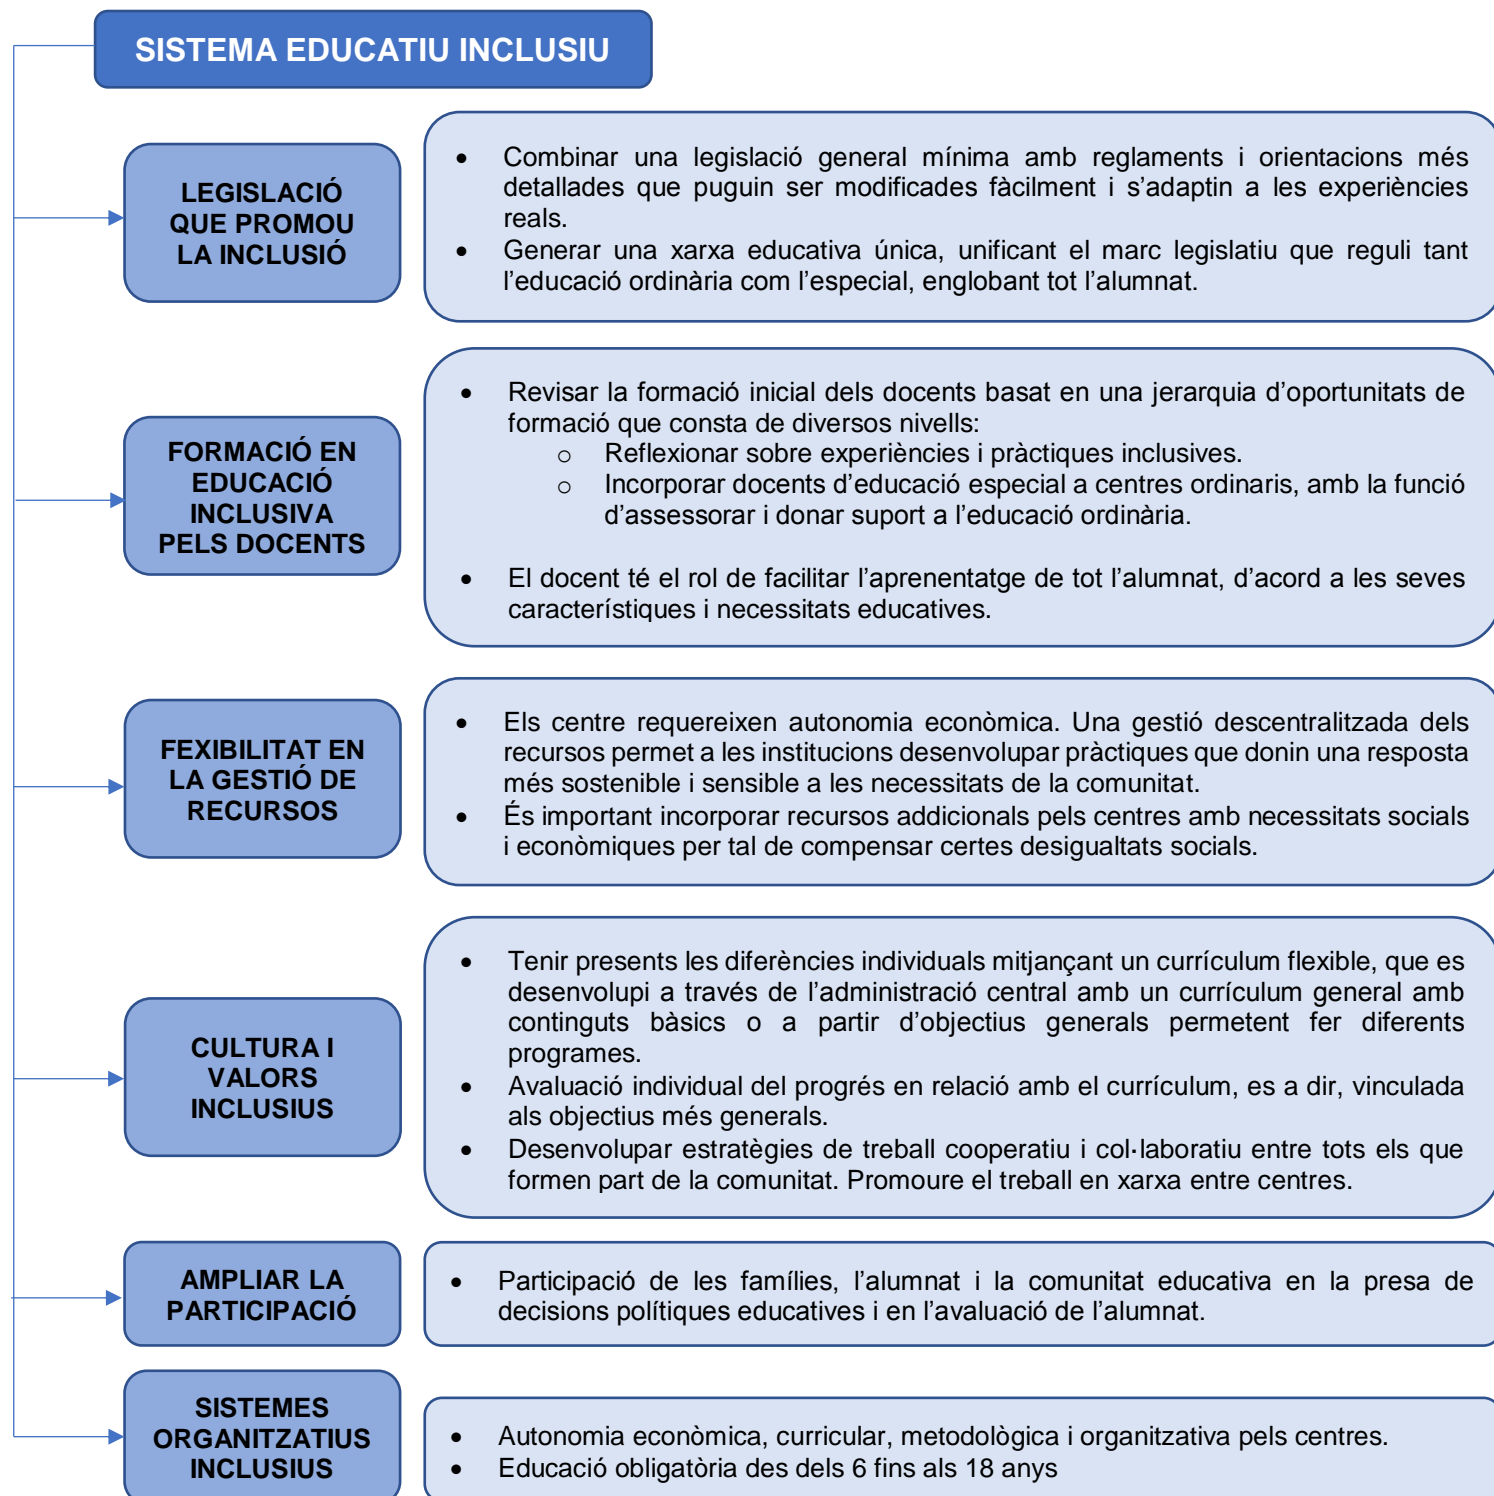 SISTEMA EDUCATIU INCLUSIU
LEGISLACIÓ
QUE PROMOU
LA INCLUSIÓ
• Combinar una legislació general mínima amb reglaments i orientacions més
detallades que puguin ser modificades fàcilment i s’adaptin a les experiències
reals.
• Generar una xarxa educativa única, unificant el marc legislatiu que reguli tant
l’educació ordinària com l’especial, englobant tot l’alumnat.
FORMACIÓ EN
EDUCACIÓ
INCLUSIVA
PELS DOCENTS
• Revisar la formació inicial dels docents basat en una jerarquia d’oportunitats de
formació que consta de diversos nivells:
o Reflexionar sobre experiències i pràctiques inclusives.
o Incorporar docents d’educació especial a centres ordinaris, amb la funció
d’assessorar i donar suport a l’educació ordinària.
• El docent té el rol de facilitar l’aprenentatge de tot l’alumnat, d’acord a les seves
característiques i necessitats educatives.
FEXIBILITAT EN
LA GESTIÓ DE
RECURSOS
• Els centre requereixen autonomia econòmica. Una gestió descentralitzada dels
recursos permet a les institucions desenvolupar pràctiques que donin una resposta
més sostenible i sensible a les necessitats de la comunitat.
• És important incorporar recursos addicionals pels centres amb necessitats socials
i econòmiques per tal de compensar certes desigualtats socials.
CULTURA I
VALORS
INCLUSIUS
• Tenir presents les diferències individuals mitjançant un currículum flexible, que es
desenvolupi a través de l’administració central amb un currículum general amb
continguts bàsics o a partir d’objectius generals permetent fer diferents
programes.
• Avaluació individual del progrés en relació amb el currículum, es a dir, vinculada
als objectius més generals.
• Desenvolupar estratègies de treball cooperatiu i col·laboratiu entre tots els que
formen part de la comunitat. Promoure el treball en xarxa entre centres.
AMPLIAR LA
PARTICIPACIÓ
• Participació de les famílies, l’alumnat i la comunitat educativa en la presa de
decisions polítiques educatives i en l’avaluació de l’alumnat.
SISTEMES
ORGANITZATIUS
INCLUSIUS
• Autonomia econòmica, curricular, metodològica i organitzativa pels centres.
• Educació obligatòria des dels 6 fins als 18 anys